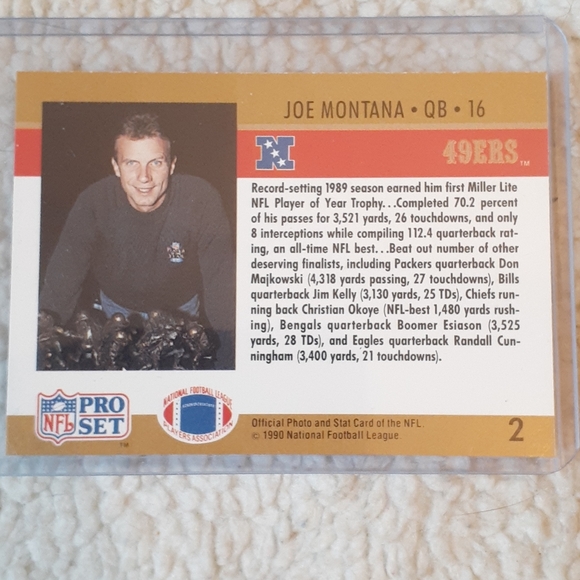 JOE MONTANA • QB • 16
N
49ERS TM
Record-setting 1989 season earned him first Miller Lite
NFL Player of Year Trophy. . .Completed 70.2 percent
of his passes for 3,521 yards, 26 touchdowns, and only
8 interceptions while compiling 112.4 quarterback rat-
ing, an all-time NFL best. . .Beat out number of other
deserving finalists, including Packers quarterback Don
Majkowski (4,318 yards passing, 27 touchdowns), Bills
quarterback Jim Kelly (3,130 yards, 25 TDs), Chiefs run-
ning back Christian Okoye (NFL-best 1,480 yards rush-
ing), Bengals quarterback Boomer Esiason (3,525
yards, 28 TDs), and Eagles quarterback Randall Cun-
ningham (3,400 yards, 21 touchdowns).
NFL
PRO
SET
TM
NATIONAL FOOTBALL LEAGUE
PLAYERS ASSOCIATION
Official Photo and Stat Card of the NFL.
© 1990 National Football League.
2